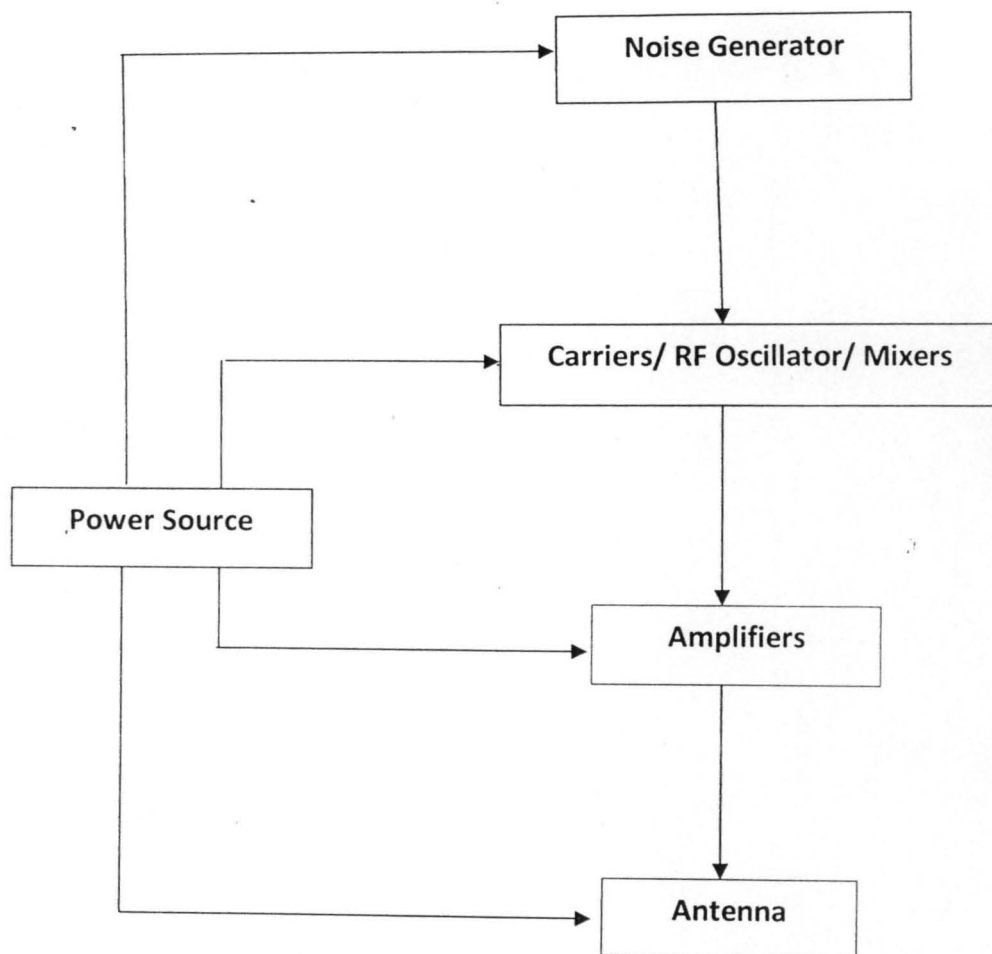 Noise Generator
Carriers/ RF Oscillator/ Mixers
Power Source
Amplifiers
Antenna